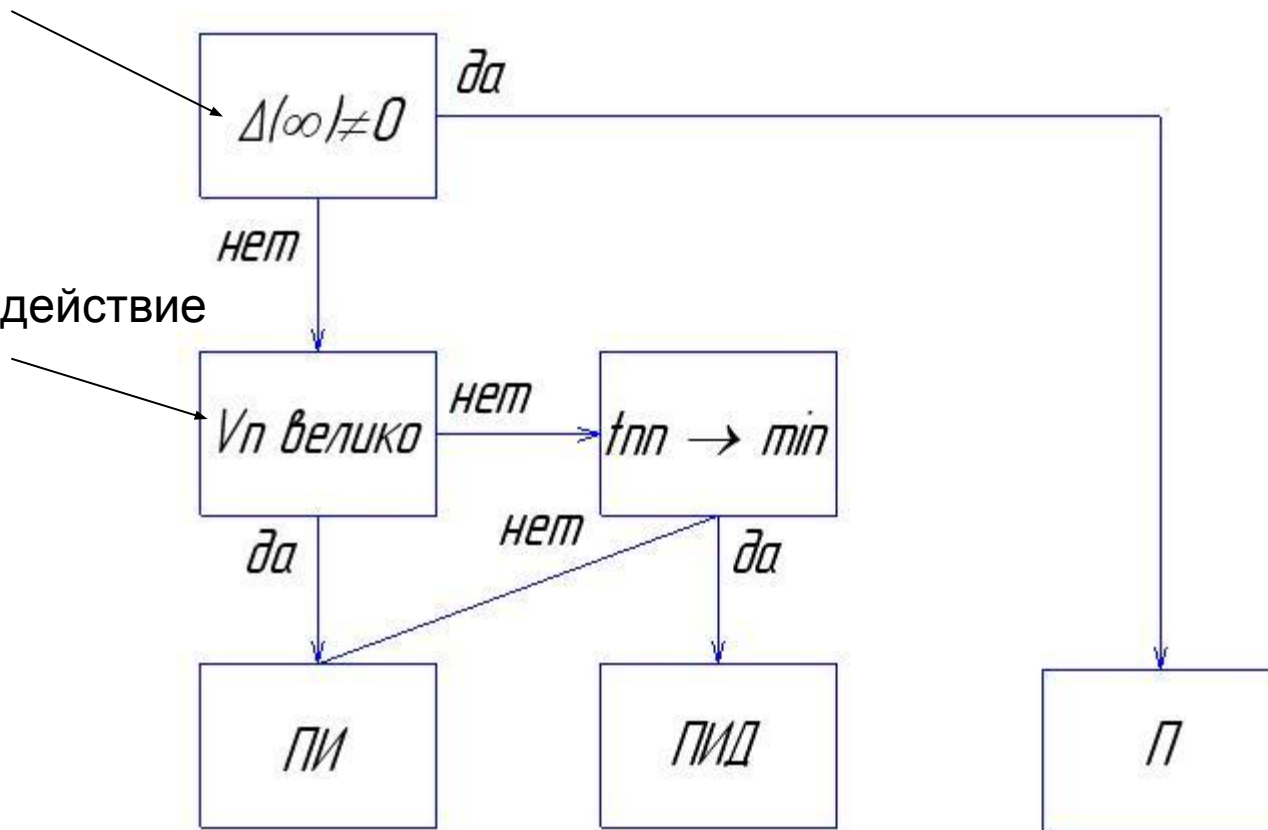 да
Δ(∞)≠0
нет
действие
Vп велико
нет
tпп → min
да
нет
да
ПИ
ПИД
П